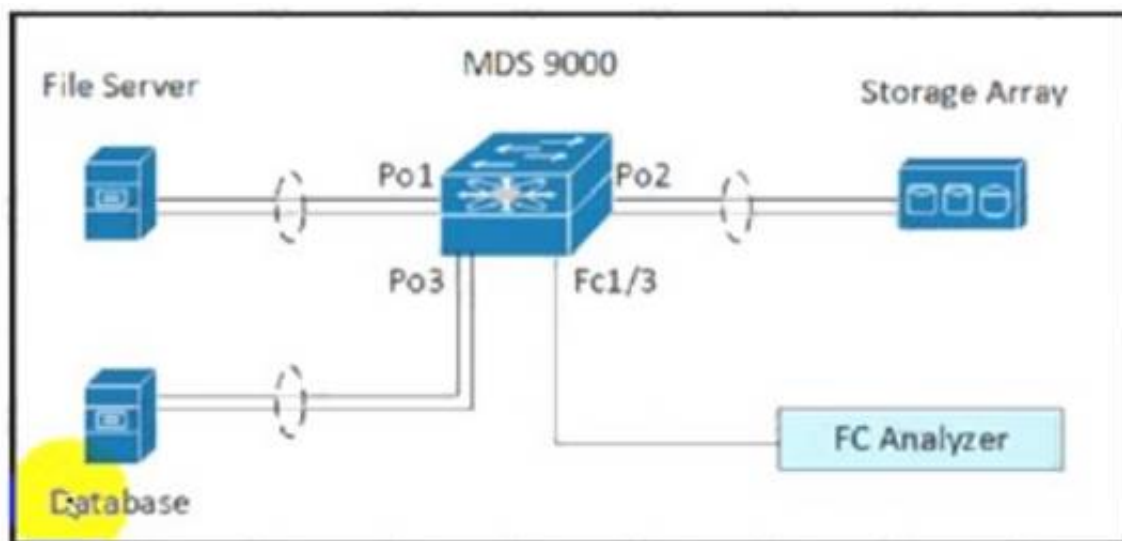 MDS 9000
File Server
Storage Array
Po1
Po2
Po3
Fc1/3
FC Analyzer
Database